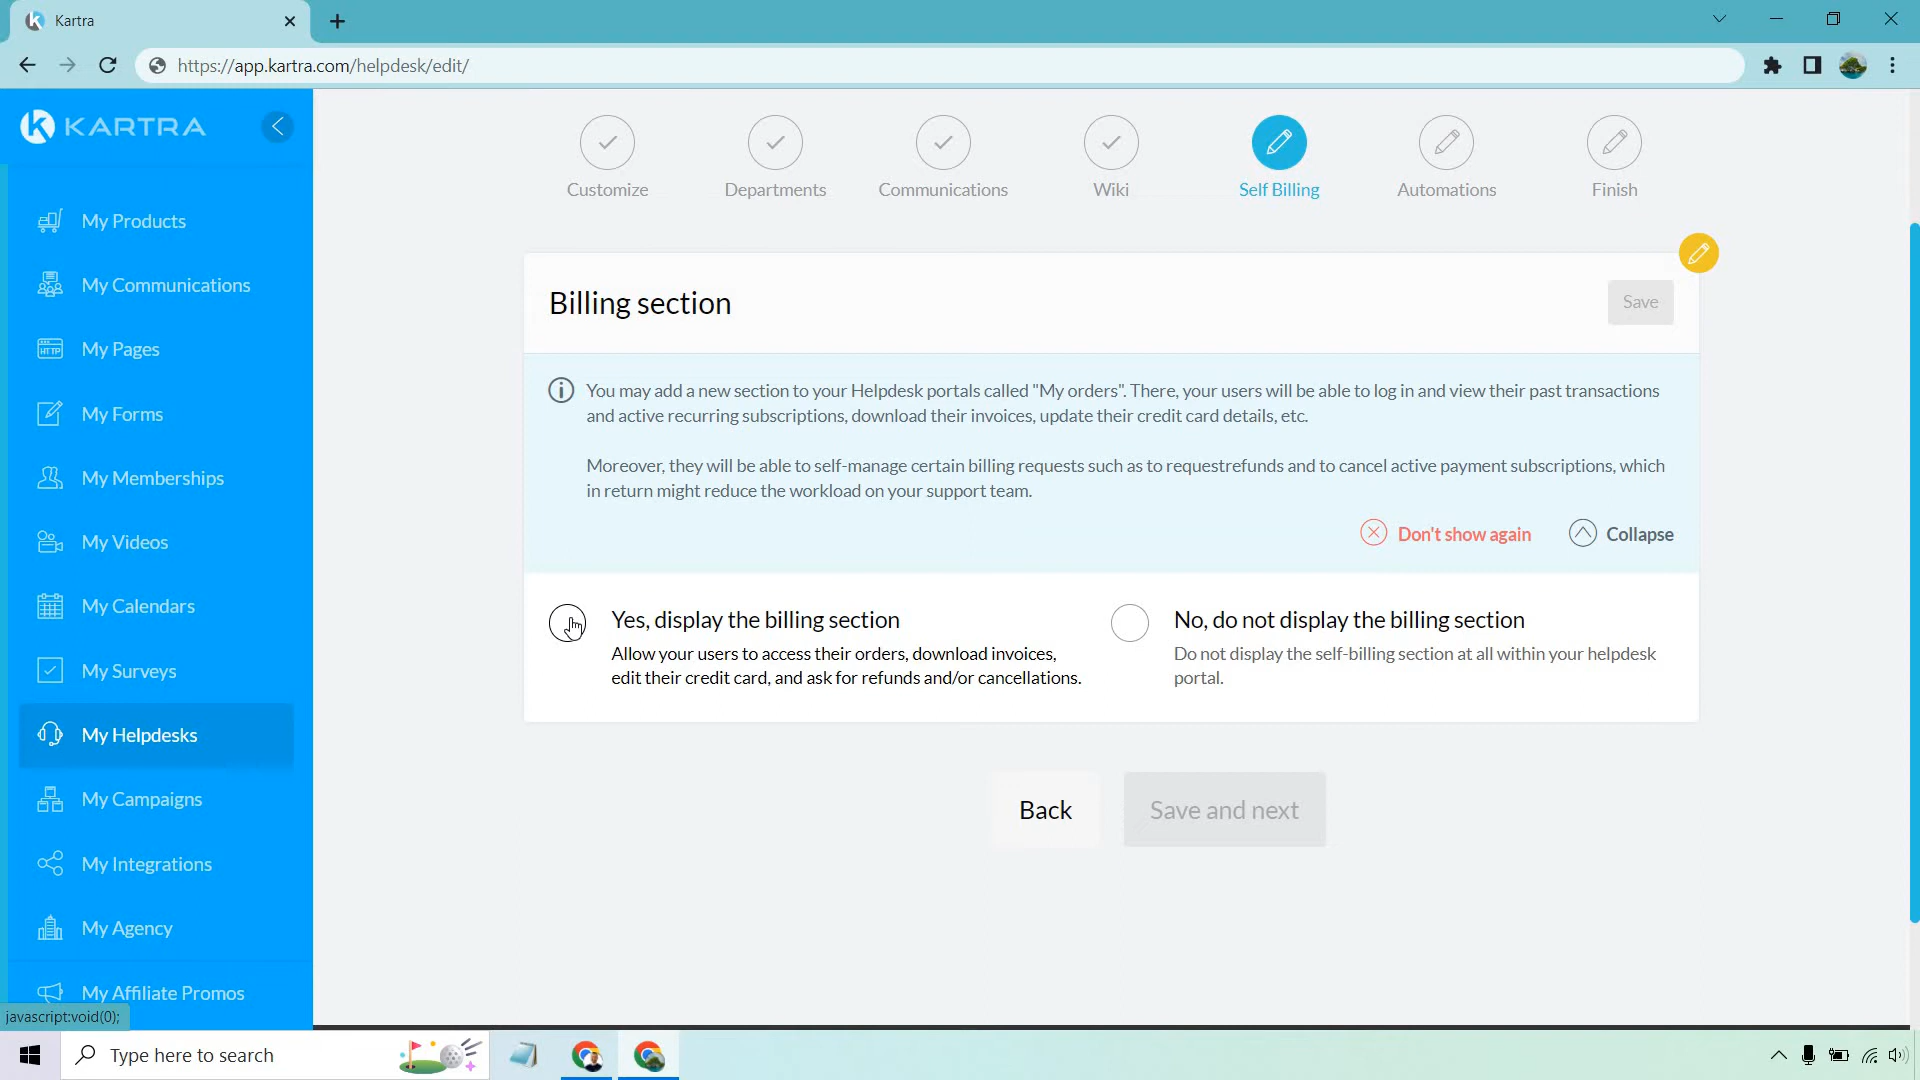 Kartra
https://app.kartra.com/helpdesk/edit/
KARTRA
My Products
My Communications
HTTP
My Pages
My Forms
My Memberships
My Videos
My Calendars
My Surveys
My Helpdesks
My Campaigns
My Integrations
My Agency
My Affiliate Promos
javascript:void(0);
Customize
Departments
Communications
Wiki
Self Billing
Automations
Finish
Billing section
Save
You may add a new section to your Helpdesk portals called "My orders". There, your users will be able to log in and view their past transactions
and active recurring subscriptions, download their invoices, update their credit card details, etc.
Moreover, they will be able to self-manage certain billing requests such as to requestrefunds and to cancel active payment subscriptions, which
in return might reduce the workload on your support team.
Don't show again
Collapse
Yes, display the billing section
Allow your users to access their orders, download invoices,
edit their credit card, and ask for refunds and/or cancellations.
No, do not display the billing section
Do not display the self-billing section at all within your helpdesk
portal.
Back
Save and next
Type here to search